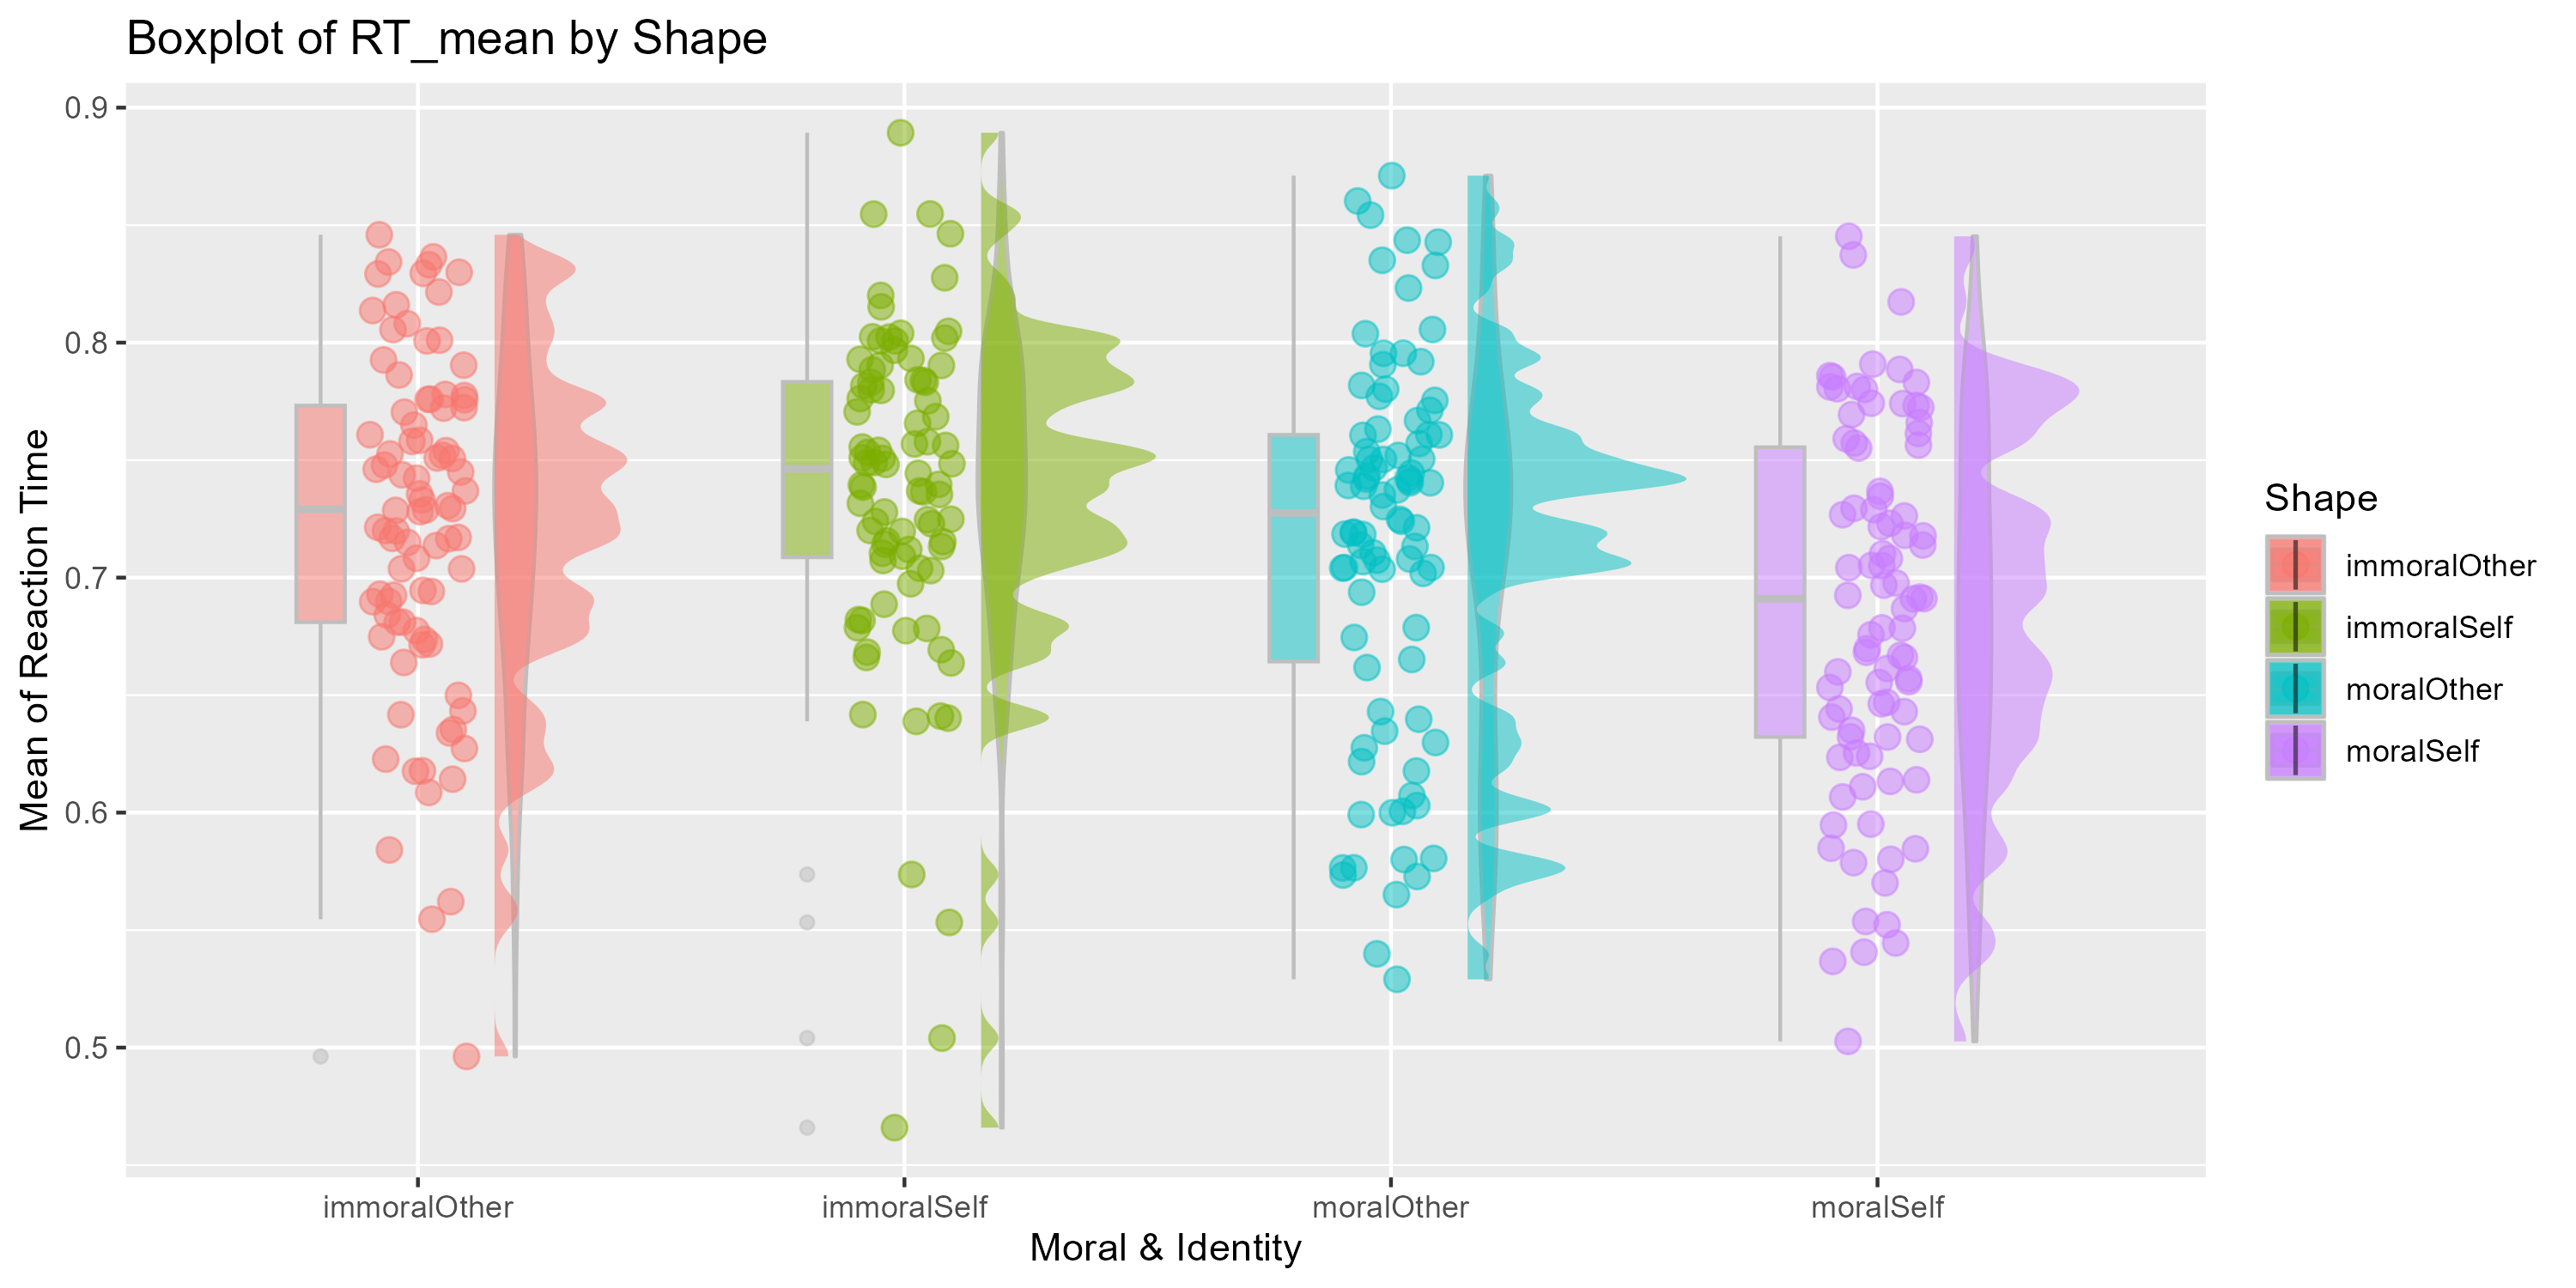 Boxplot of RT_mean by Shape
Mean of Reaction Time
0.9
0.8
0.7
0.6
0.5
immoralOther
immoralSelf
moralOther
moralSelf
Moral & Identity
Shape
immoralOther
immoralSelf
moralOther
moralSelf